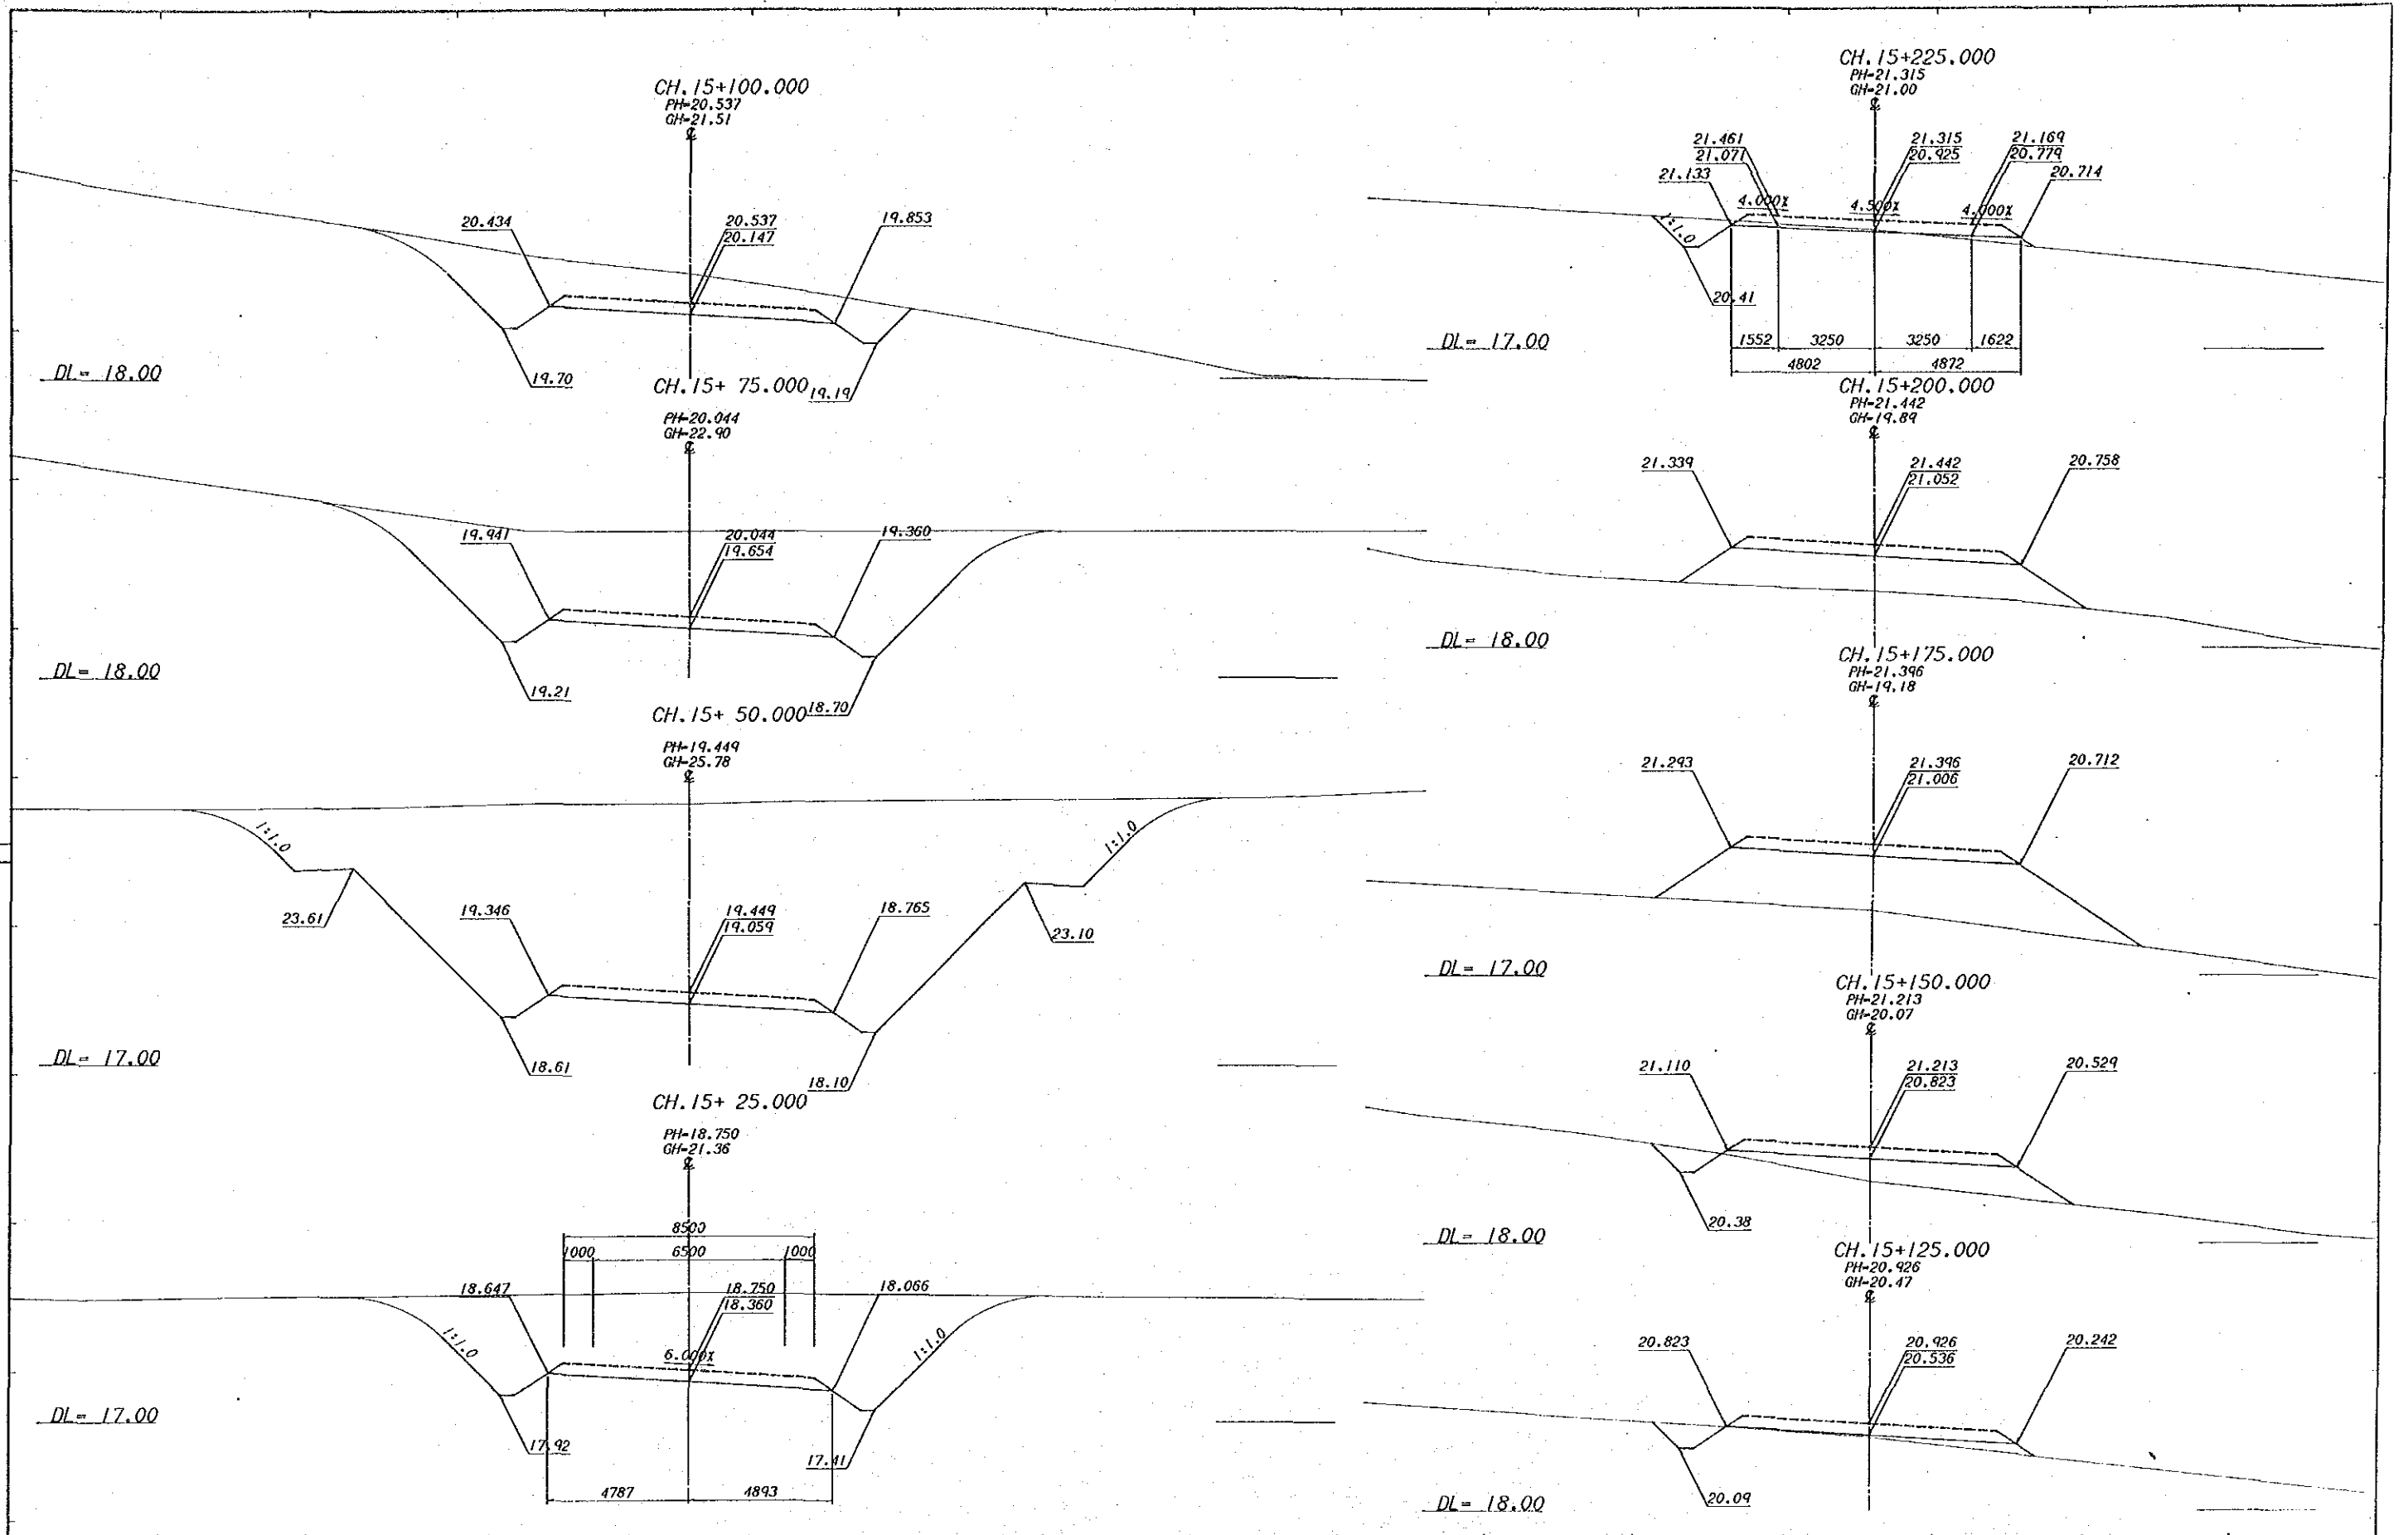 CH.15+100.000
PH=20.537
GH=21.51
20.434
20.537
20.147
19.853
19.70
19.19
DL= 18.00
CH.15+ 75.000
PH=20.044
GH=22.90
19.941
20.044
19.654
19.360
19.21
18.70
DL= 18.00
CH.15+ 50.000
PH=19.449
GH=25.78
1:1.0
1:1.0
23.61
19.346
19.449
19.059
18.765
23.10
18.61
18.10
DL= 17.00
CH.15+ 25.000
PH=18.750
GH=21.36
8500
1000
6500
1000
18.647
18.750
18.360
18.066
1:1.0
6.000%
1:1.0
17.92
17.41
4787
4893
DL= 17.00
CH.15+225.000
PH=21.315
GH=21.00
21.461
21.071
21.133
21.315
20.925
21.169
20.779
20.714
4.000%
4.500%
4.000%
1:1.0
20.41
1552
3250
3250
1622
4802
4872
DL= 17.00
CH.15+200.000
PH=21.442
GH=19.89
21.339
21.442
21.052
20.758
DL= 18.00
CH.15+175.000
PH=21.396
GH=19.18
21.293
21.396
21.006
20.712
DL= 17.00
CH.15+150.000
PH=21.213
GH=20.07
21.110
21.213
20.823
20.529
20.38
DL= 18.00
CH.15+125.000
PH=20.926
GH=20.47
20.823
20.926
20.536
20.242
20.09
DL= 18.00